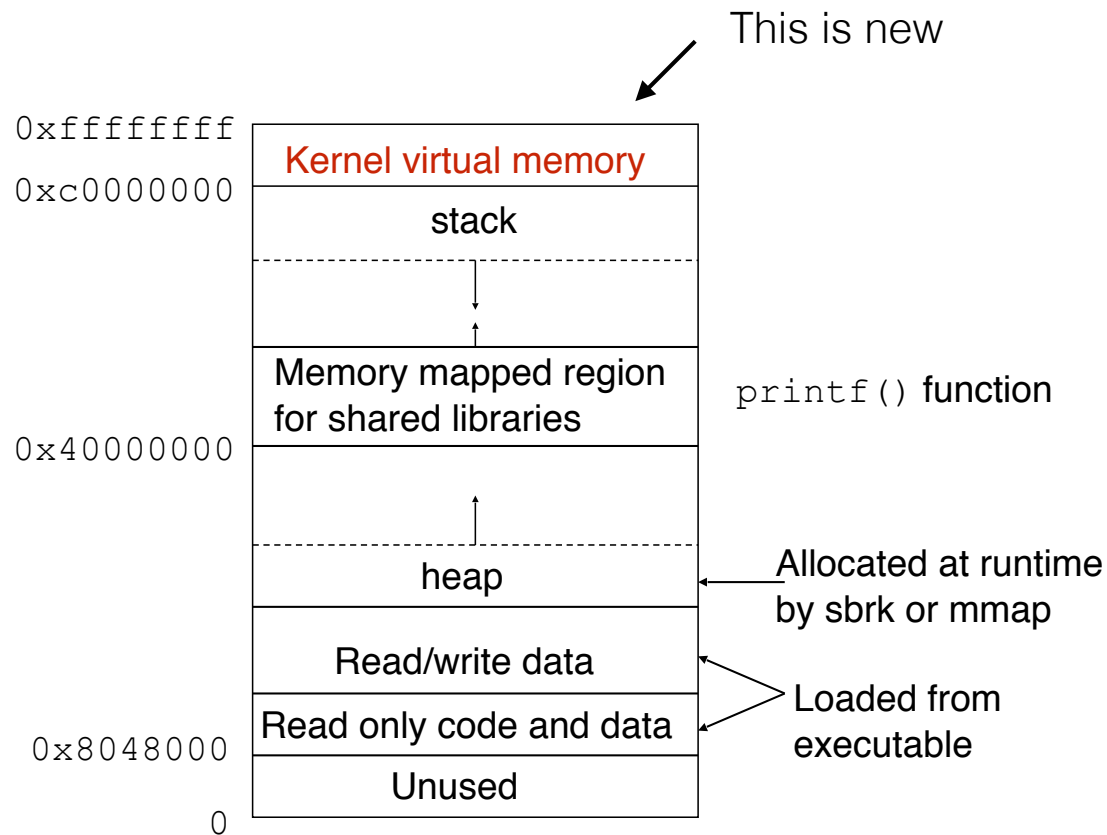 This is new
0xffffffff
Kernel virtual memory
0xc0000000
stack
Memory mapped region
for shared libraries
printf() function
0x40000000
heap
Allocated at runtime
by sbrk or mmap
Read/write data
Loaded from
executable
Read only code and data
0x8048000
Unused
0